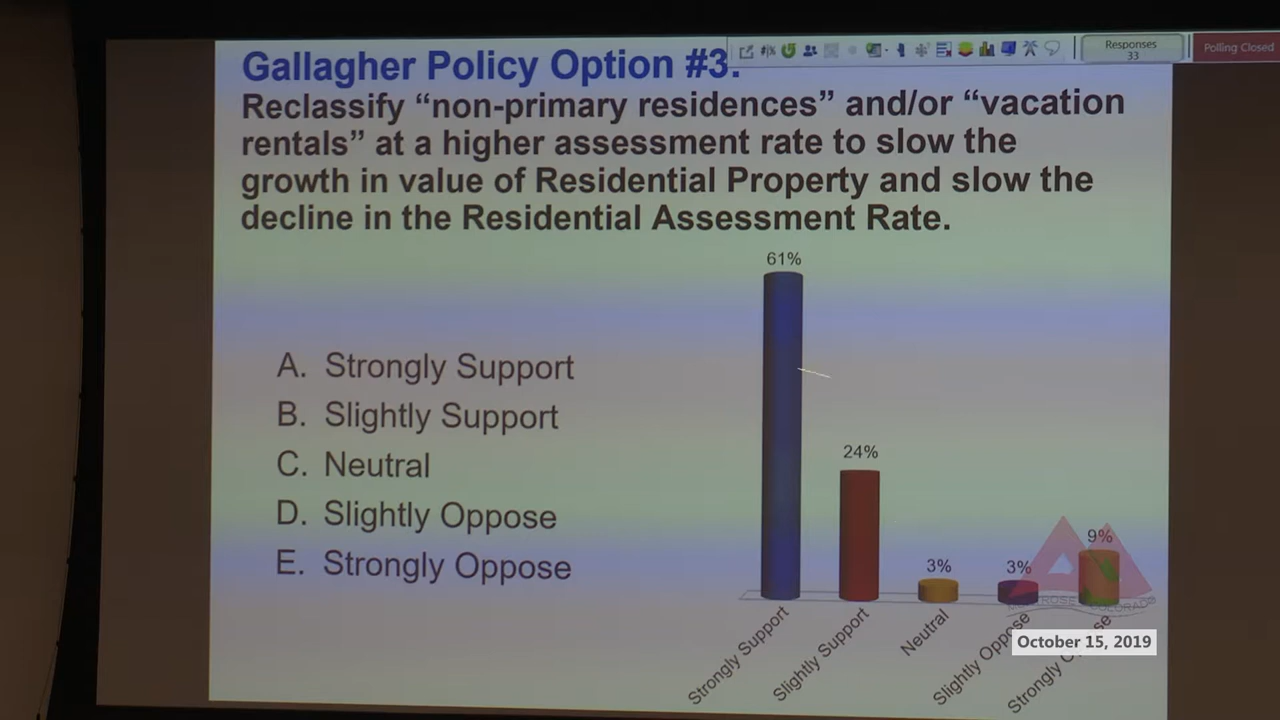 Gallagher Policy Option #3.
Responses
33
Polling Closed
Reclassify “non-primary residences” and/or “vacation
rentals” at a higher assessment rate to slow the
growth in value of Residential Property and slow the
decline in the Residential Assessment Rate.
A. Strongly Support
B. Slightly Support
C. Neutral
D. Slightly Oppose
E. Strongly Oppose
61%
24%
3%
3%
9%
Strongly Support
Slightly Support
Neutral
Slightly Oppose
Strongly
COLORADO
October 15, 2019